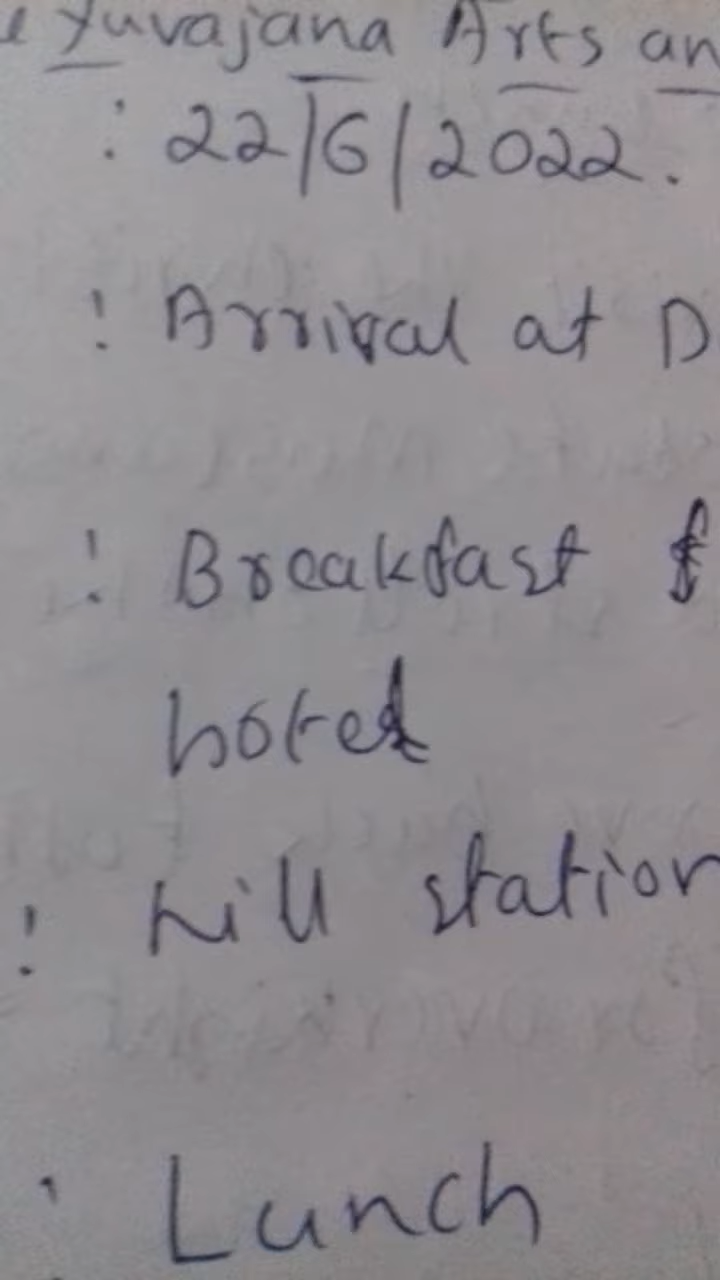 Yuvajana Arts an
: 22/6/2022.
: Arrival at D
: Breakfast
hotel
: hill station
: Lunch